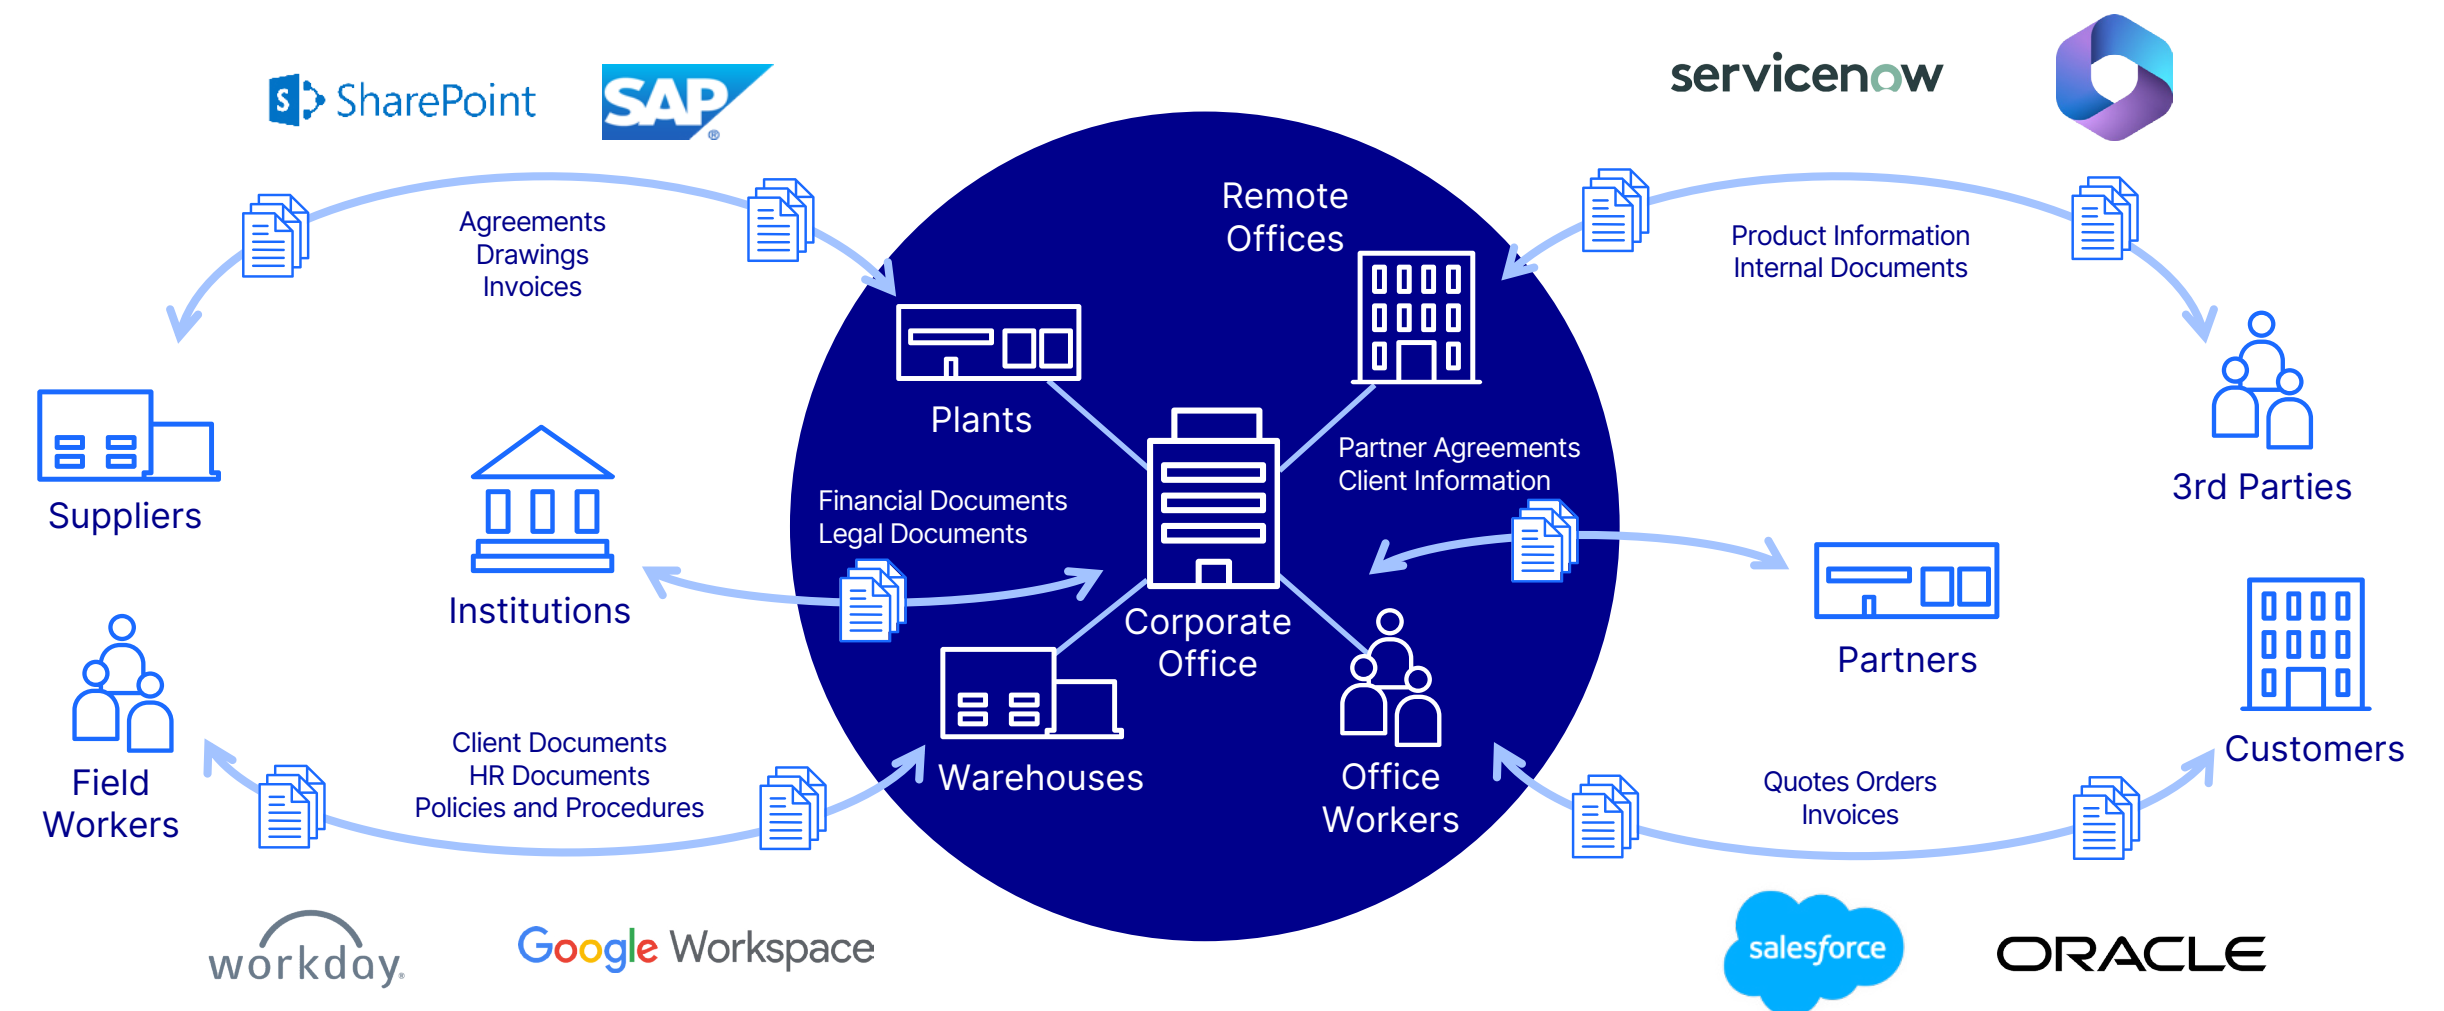 SharePoint
SAP
®
servicenow
Agreements
Drawings
Invoices
Remote
Offices
Product Information
Internal Documents
Plants
Partner Agreements
Client Information
3rd Parties
Suppliers
Financial Documents
Legal Documents
Institutions
Corporate
Office
Partners
Field
Workers
Client Documents
HR Documents
Policies and Procedures
Warehouses
Office
Workers
Quotes Orders
Invoices
Customers
workday.
Google Workspace
salesforce
ORACLE